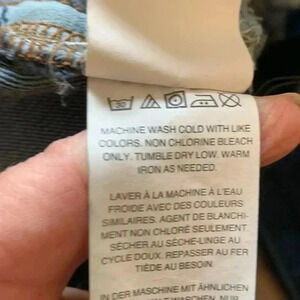 30
MACHINE WASH COLD WITH LIKE
COLORS. NON CHLORINE BLEACH
ONLY. TUMBLE DRY LOW. WARM
IRON AS NEEDED.
LAVER À LA MACHINE À L'EAU
FROIDE AVEC DES COULEURS
SIMILAIRES. AGENT DE BLANCHI-
MENT NON CHLORÉ SEULEMENT.
SÉCHER AU SÈCHE-LINGE AU
CYCLE DOUX. REPASSER AU FER
TIÈDE AU BESOIN.
IN DER MASCHINE MIT ÄHNLICHEN